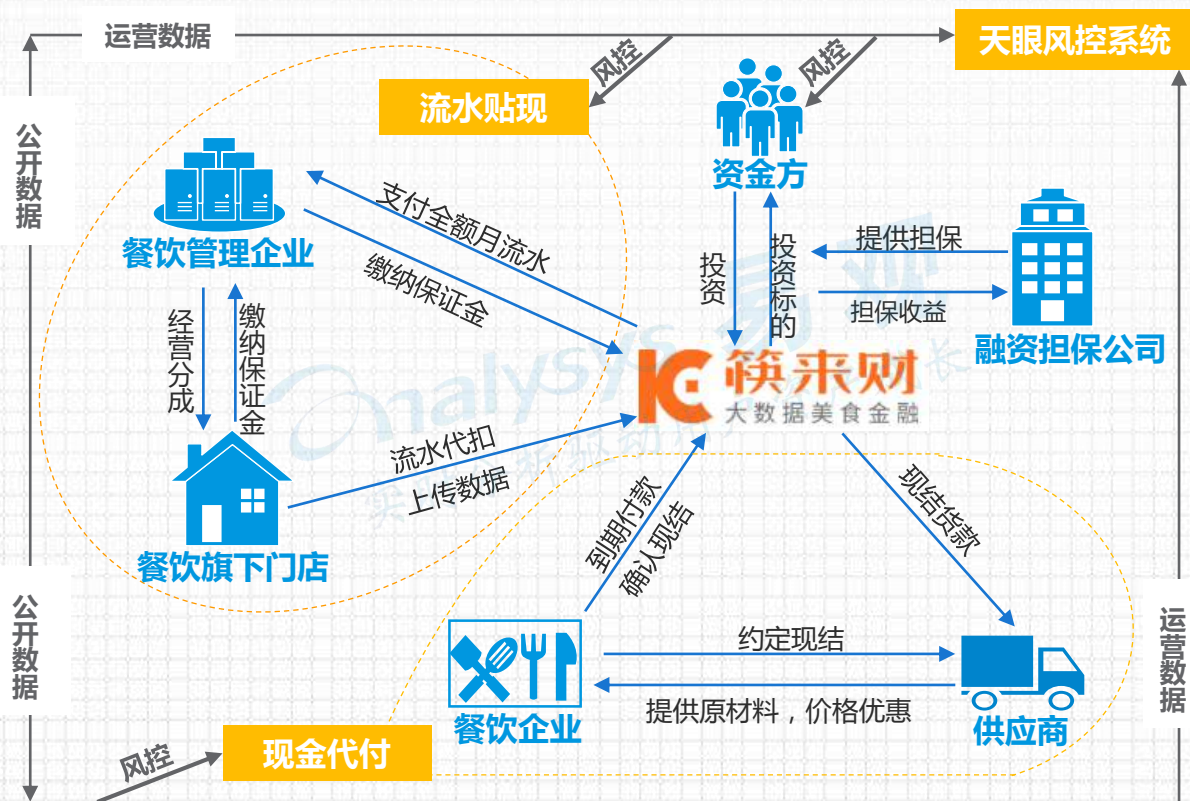 运营数据
天眼风控系统
风控
风控
公开数据
流水贴现
资金方
支付全额月流水
缴纳保证金
餐饮管理企业
投资
投资标的
提供担保
担保收益
融资担保公司
经营分成
缴纳保证金
筷来财
大数据美食金融
Analysys 易观
流水代扣
上传数据
餐饮旗下门店
到期付款
确认现结
现结货款
公开数据
运营数据
约定现结
提供原材料，价格优惠
餐饮企业
供应商
现金代付
风控